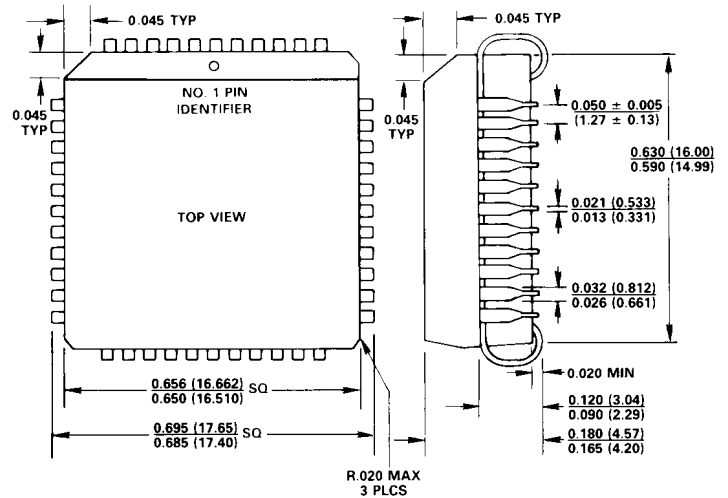 0.045 TYP
0.045 TYP
NO. 1 PIN
IDENTIFIER
0.045
TYP
0.045
TYP
0.050 ± 0.005
(1.27 ± 0.13)
0.630 (16.00)
0.590 (14.99)
TOP VIEW
0.021 (0.533)
0.013 (0.331)
0.032 (0.812)
0.026 (0.661)
0.020 MIN
0.656 (16.662) SQ
0.650 (16.510)
0.120 (3.04)
0.090 (2.29)
0.695 (17.65) SQ
0.685 (17.40)
0.180 (4.57)
0.165 (4.20)
R.020 MAX
3 PLCS